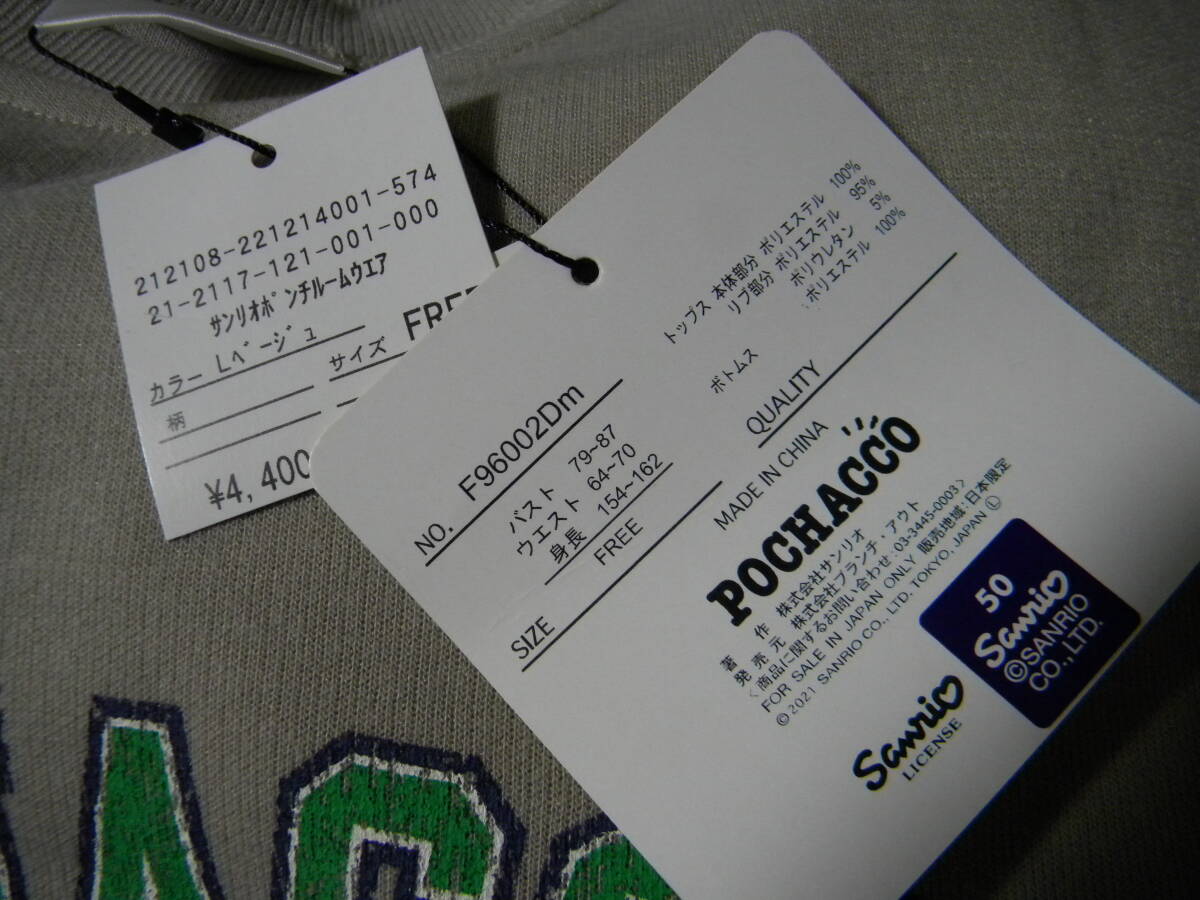 212108-221214001-574
21-2117-121-001-000
サンリオポンチルームウエア
カラー Lベージュ
サイズ FREE
柄
¥4,400
NO. F96002Dm
バスト 79~87
ウエスト 64~70
身長 154~162
SIZE FREE
トップス 本体部分 ポリエステル 100%
リブ部分 ポリエステル 95%
ポリウレタン 5%
ボトムス ポリエステル 100%
QUALITY
MADE IN CHINA
POCHACCO
著 作 株式会社サンリオ
発 売 元 株式会社ブランチ・アウト
〈商品に関するお問い合わせ:03-3445-0003〉
FOR SALE IN JAPAN ONLY 販売地域:日本限定
©2021 SANRIO CO., LTD. TOKYO, JAPAN Ⓛ
50
Sanrio
©SANRIO
CO., LTD.
Sanrio
LICENSE
ACC